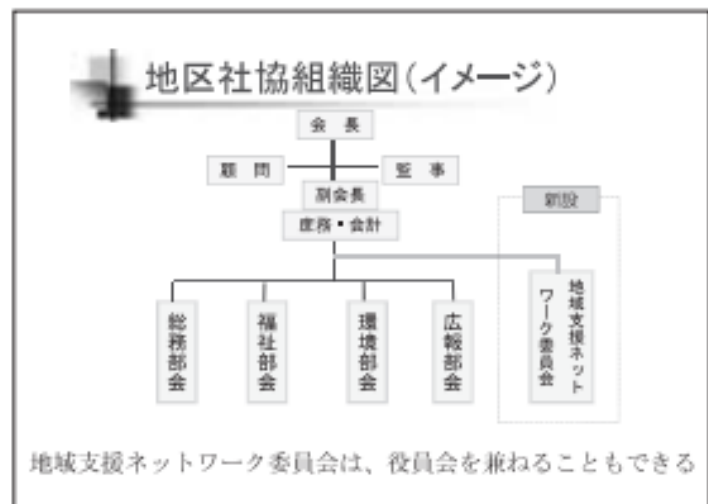 地区社協組織図(イメージ)
会 長
顧 問
監 事
副会長
庶務・会計
新設
総務部会
福祉部会
環境部会
広報部会
地域支援ネット
ワーク委員会
地域支援ネットワーク委員会は、役員会を兼ねることもできる